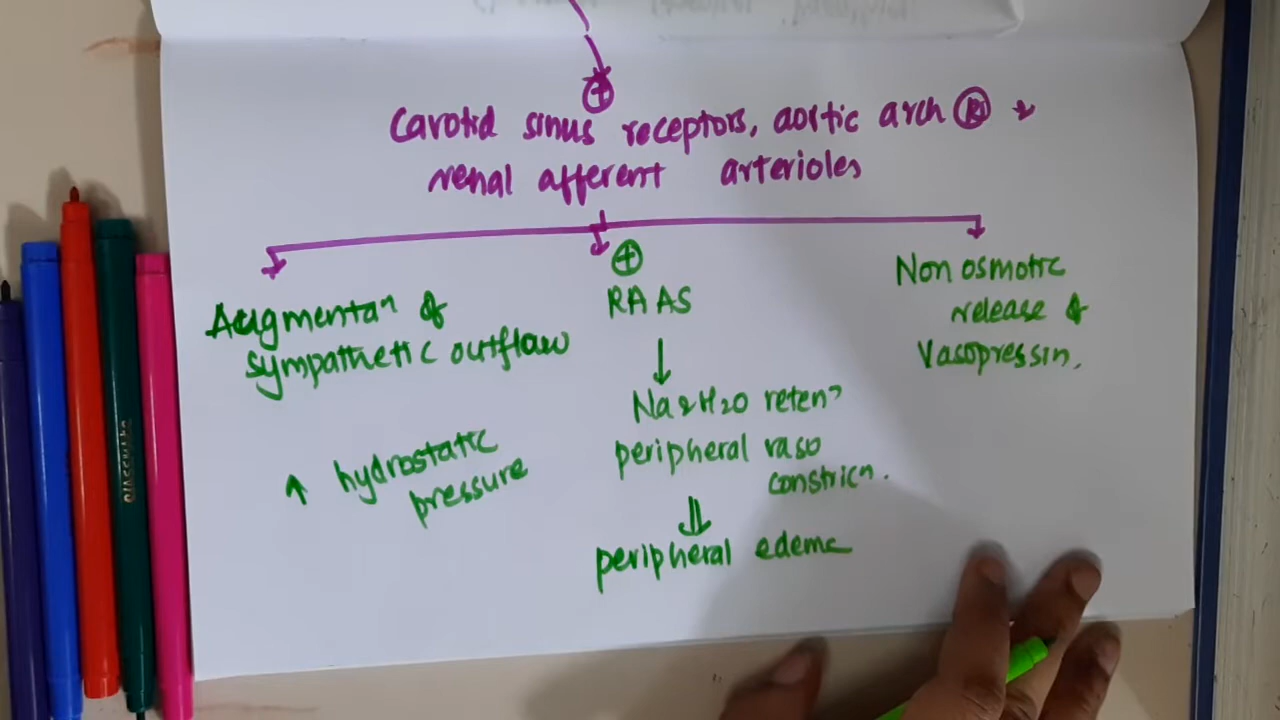 ⊕
Carotid sinus receptors, aortic arch Ⓡ &
renal afferent arterioles
Augmentaⁿ of
sympathetic outflow
⊕
RAAS
↓
Na & H2O retenⁿ
peripheral vaso
constricⁿ.
⇓
peripheral edema
↑ hydrostatic
pressure
Non osmotic
release of
Vasopressin.